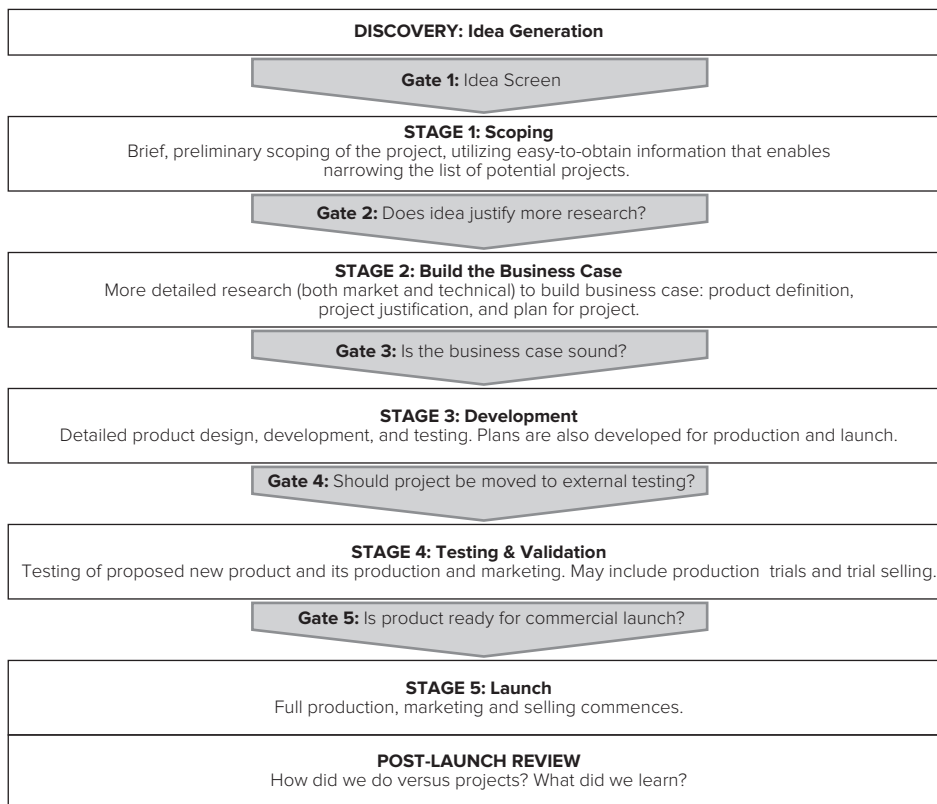 DISCOVERY: Idea Generation
Gate 1: Idea Screen
STAGE 1: Scoping
Brief, preliminary scoping of the project, utilizing easy-to-obtain information that enables
narrowing the list of potential projects.
Gate 2: Does idea justify more research?
STAGE 2: Build the Business Case
More detailed research (both market and technical) to build business case: product definition,
project justification, and plan for project.
Gate 3: Is the business case sound?
STAGE 3: Development
Detailed product design, development, and testing. Plans are also developed for production and launch.
Gate 4: Should project be moved to external testing?
STAGE 4: Testing & Validation
Testing of proposed new product and its production and marketing. May include production trials and trial selling.
Gate 5: Is product ready for commercial launch?
STAGE 5: Launch
Full production, marketing and selling commences.
POST-LAUNCH REVIEW
How did we do versus projects? What did we learn?